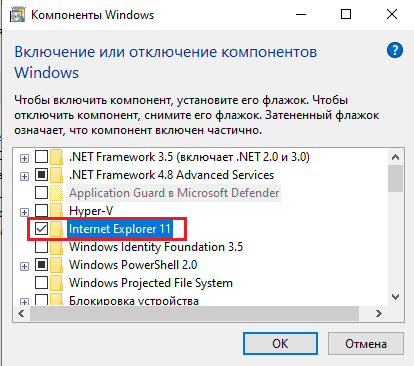 Компоненты Windows
Включение или отключение компонентов
Windows
Чтобы включить компонент, установите его флажок. Чтобы
отключить компонент, снимите его флажок. Затененный флажок
означает, что компонент включен частично.
.NET Framework 3.5 (включает .NET 2.0 и 3.0)
.NET Framework 4.8 Advanced Services
Application Guard в Microsoft Defender
Hyper-V
Internet Explorer 11
Windows Identity Foundation 3.5
Windows PowerShell 2.0
Windows Projected File System
Блокировка устройства
ОК
Отмена